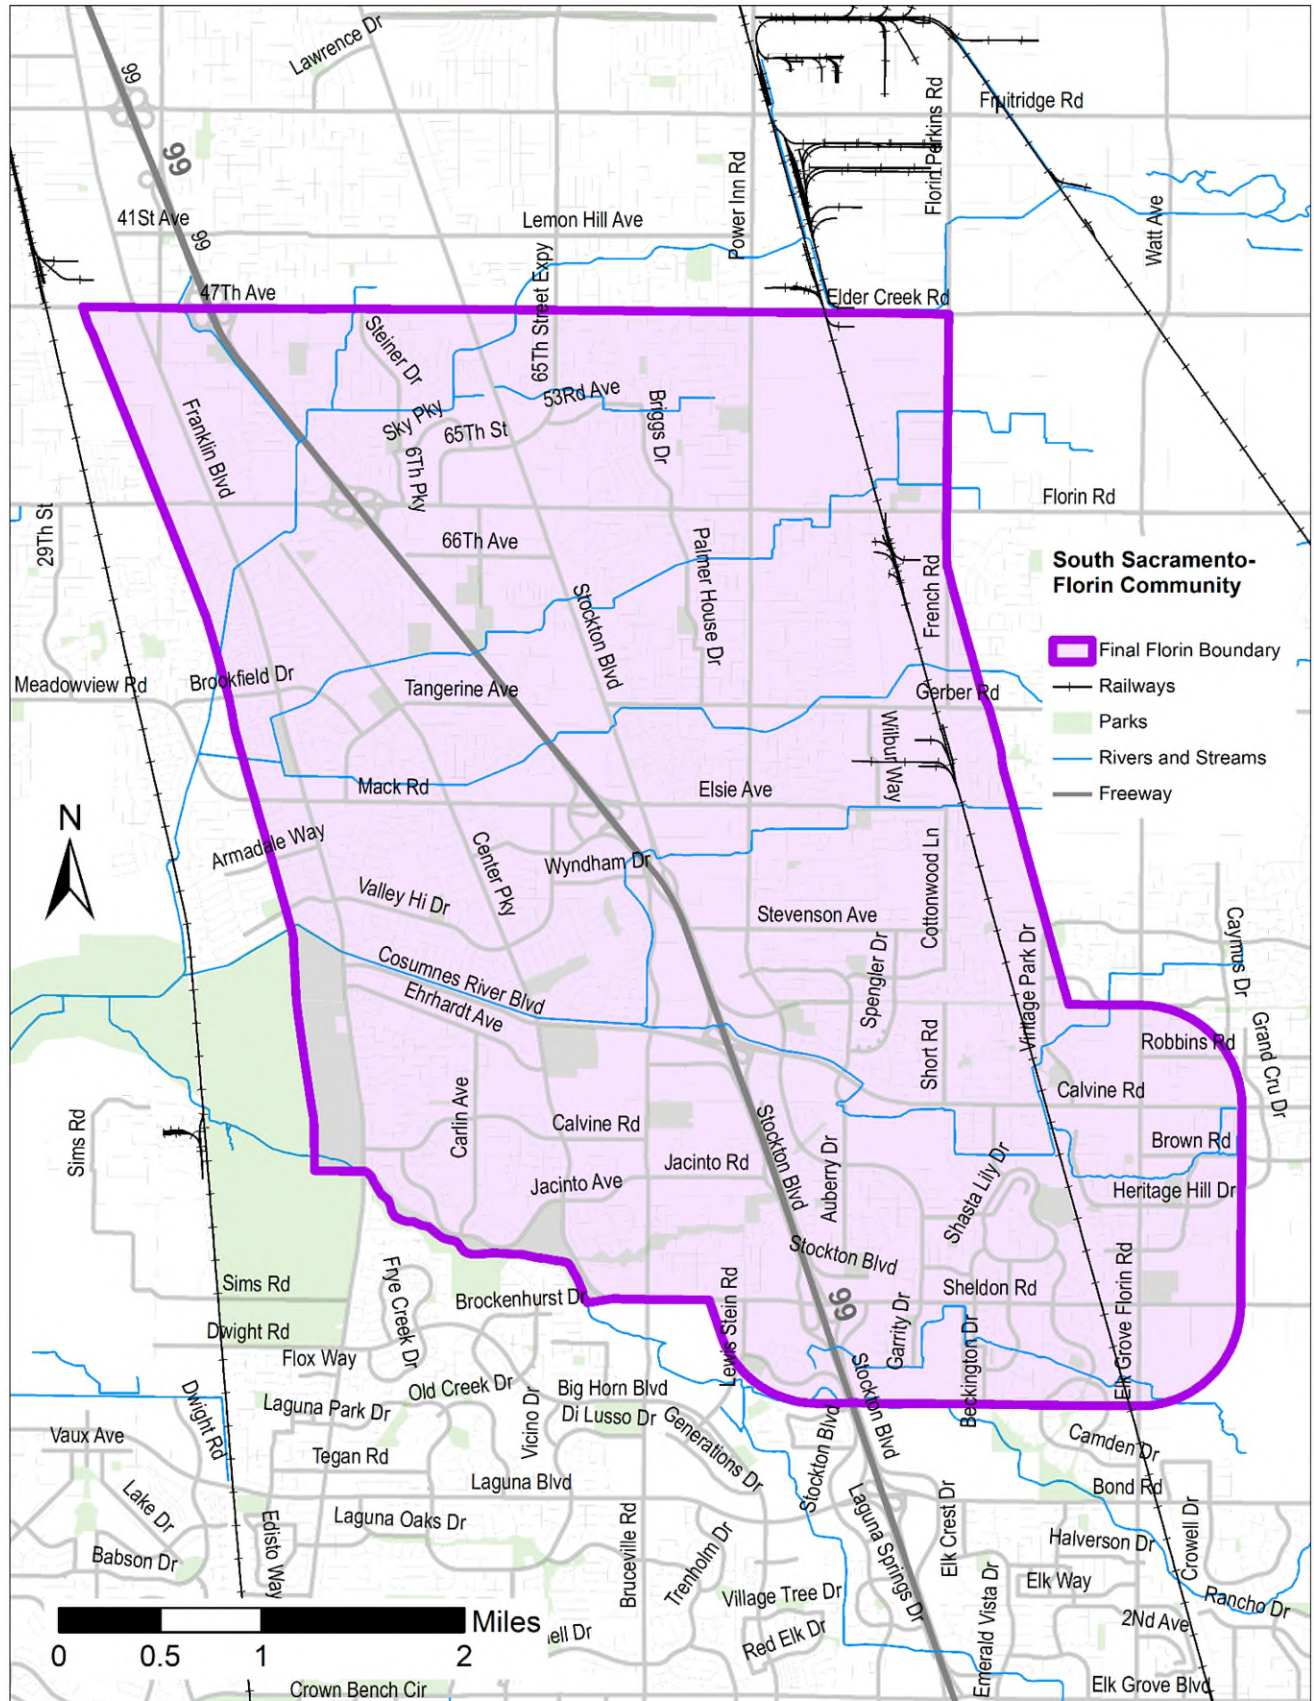 Lawrence Dr
99
99
Fruitridge Rd
Florin Perkins Rd
Power Inn Rd
41St Ave
Lemon Hill Ave
99
Watt Ave
47Th Ave
65Th Street Expy
Elder Creek Rd
Steiner Dr
53Rd Ave
Briggs Dr
Sky Pky
65Th St
Franklin Blvd
6Th Pky
Florin Rd
29Th St
66Th Ave
Palmer House Dr
French Rd
Stockton Blvd
South Sacramento-
Florin Community
Final Florin Boundary
Railways
Parks
Rivers and Streams
Freeway
Meadowview Rd
Brookfield Dr
Tangerine Ave
Gerber Rd
Wilbur Way
Mack Rd
Elsie Ave
N
Armadale Way
Center Pky
Wyndham Dr
Cottonwood Ln
Valley Hi Dr
Stevenson Ave
Caymus Dr
Spengler Dr
Vintage Park Dr
Cosumnes River Blvd
Ehrhardt Ave
Grand Cru Dr
Robbins Rd
Short Rd
Calvine Rd
Carlin Ave
Sims Rd
Calvine Rd
Stockton Blvd
Auberry Dr
Brown Rd
Jacinto Rd
Jacinto Ave
Shasta Lily Dr
Heritage Hill Dr
Stockton Blvd
Sims Rd
Frye Creek Dr
Brockenhurst Dr
Lewis Stein Rd
99
Sheldon Rd
Elk Grove Florin Rd
Garrity Dr
Beckington Dr
Dwight Rd
Flox Way
Old Creek Dr
Big Horn Blvd
Stockton Blvd
Dwight Rd
Laguna Park Dr
Vicino Dr
Di Lusso Dr
Generations Dr
Stockton Blvd
Camden Dr
Vaux Ave
Tegan Rd
Laguna Blvd
Bond Rd
Lake Dr
Laguna Oaks Dr
Bruceville Rd
Trenholm Dr
Laguna Springs Dr
Elk Crest Dr
Crowell Dr
Halverson Dr
Babson Dr
Edisto Way
Village Tree Dr
Emerald Vista Dr
Elk Way
Rancho Dr
2Nd Ave
Red Elk Dr
Miles
0 0.5 1 2
ell Dr
Elk Grove Blvd
Crown Bench Cir